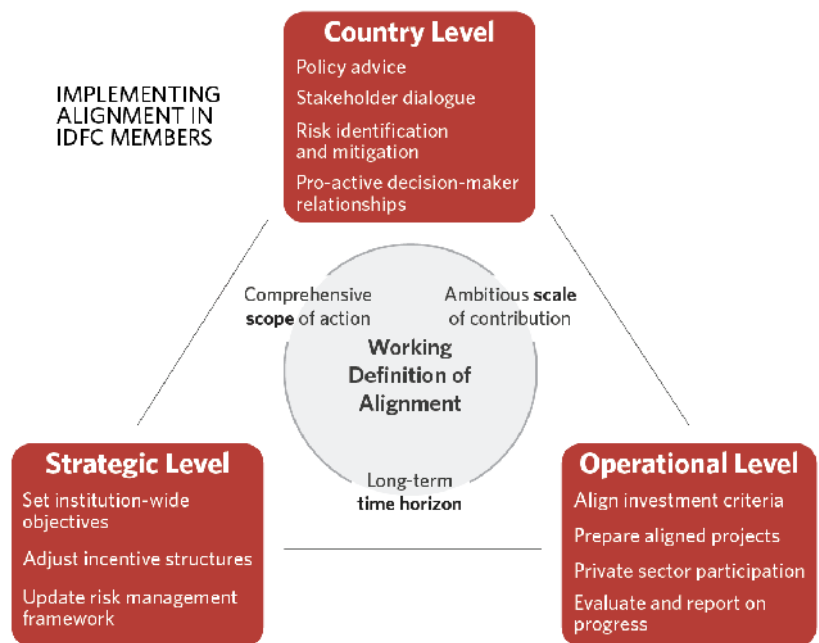 Country Level
Policy advice
Stakeholder dialogue
Risk identification
and mitigation
Pro-active decision-maker
relationships
IMPLEMENTING
ALIGNMENT IN
IDFC MEMBERS
Comprehensive
scope of action
Ambitious scale
of contribution
Working
Definition of
Alignment
Long-term
time horizon
Strategic Level
Set institution-wide
objectives
Adjust incentive structures
Update risk management
framework
Operational Level
Align investment criteria
Prepare aligned projects
Private sector participation
Evaluate and report on
progress